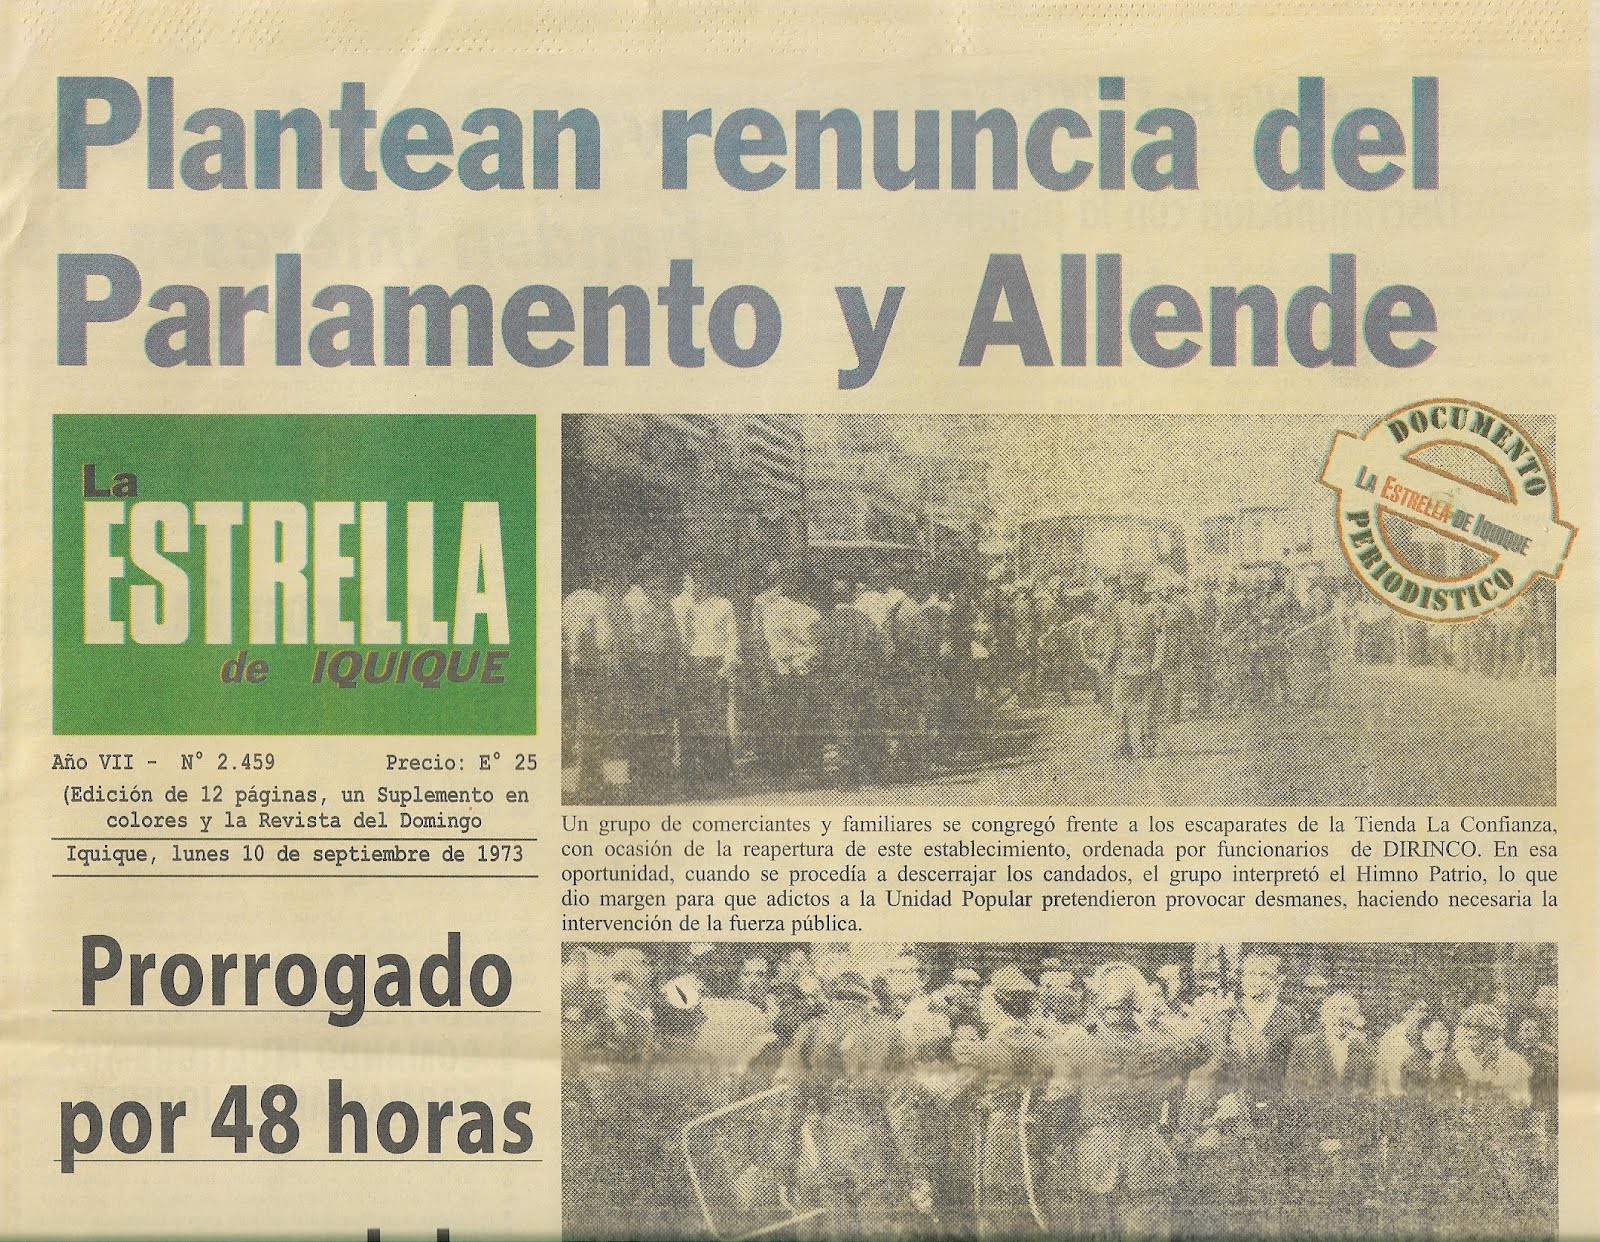 Plantean renuncia del
Parlamento y Allende
La
ESTRELLA
de IQUIQUE
Año VII - N° 2.459 Precio: E° 25
(Edición de 12 páginas, un Suplemento en
colores y la Revista del Domingo
Iquique, lunes 10 de septiembre de 1973
Prorrogado
por 48 horas
DOCUMENTO
LA ESTRELLA DE IQUIQUE
PERIODISTICO
Un grupo de comerciantes y familiares se congregó frente a los escaparates de la Tienda La Confianza,
con ocasión de la reapertura de este establecimiento, ordenada por funcionarios de DIRINCO. En esa
oportunidad, cuando se procedía a descerrajar los candados, el grupo interpretó el Himno Patrio, lo que
dio margen para que adictos a la Unidad Popular pretendieron provocar desmanes, haciendo necesaria la
intervención de la fuerza pública.